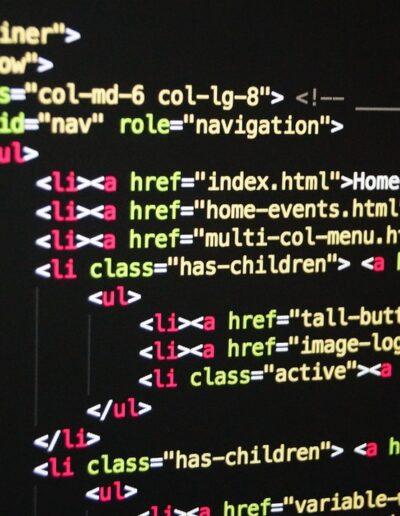 iner">
ow">
s="col-md-6 col-lg-8"> <!--
id="nav" role="navigation">
ul>
<li><a href="index.html">Home
<li><a href="home-events.html"
<li><a href="multi-col-menu.ht
<li class="has-children"> <a h
<ul>
<li><a href="tall-butt
<li><a href="image-log
<li class="active"><a
</ul>
</li>
<li class="has-children"> <a h
<ul>
<li><a href="variable-